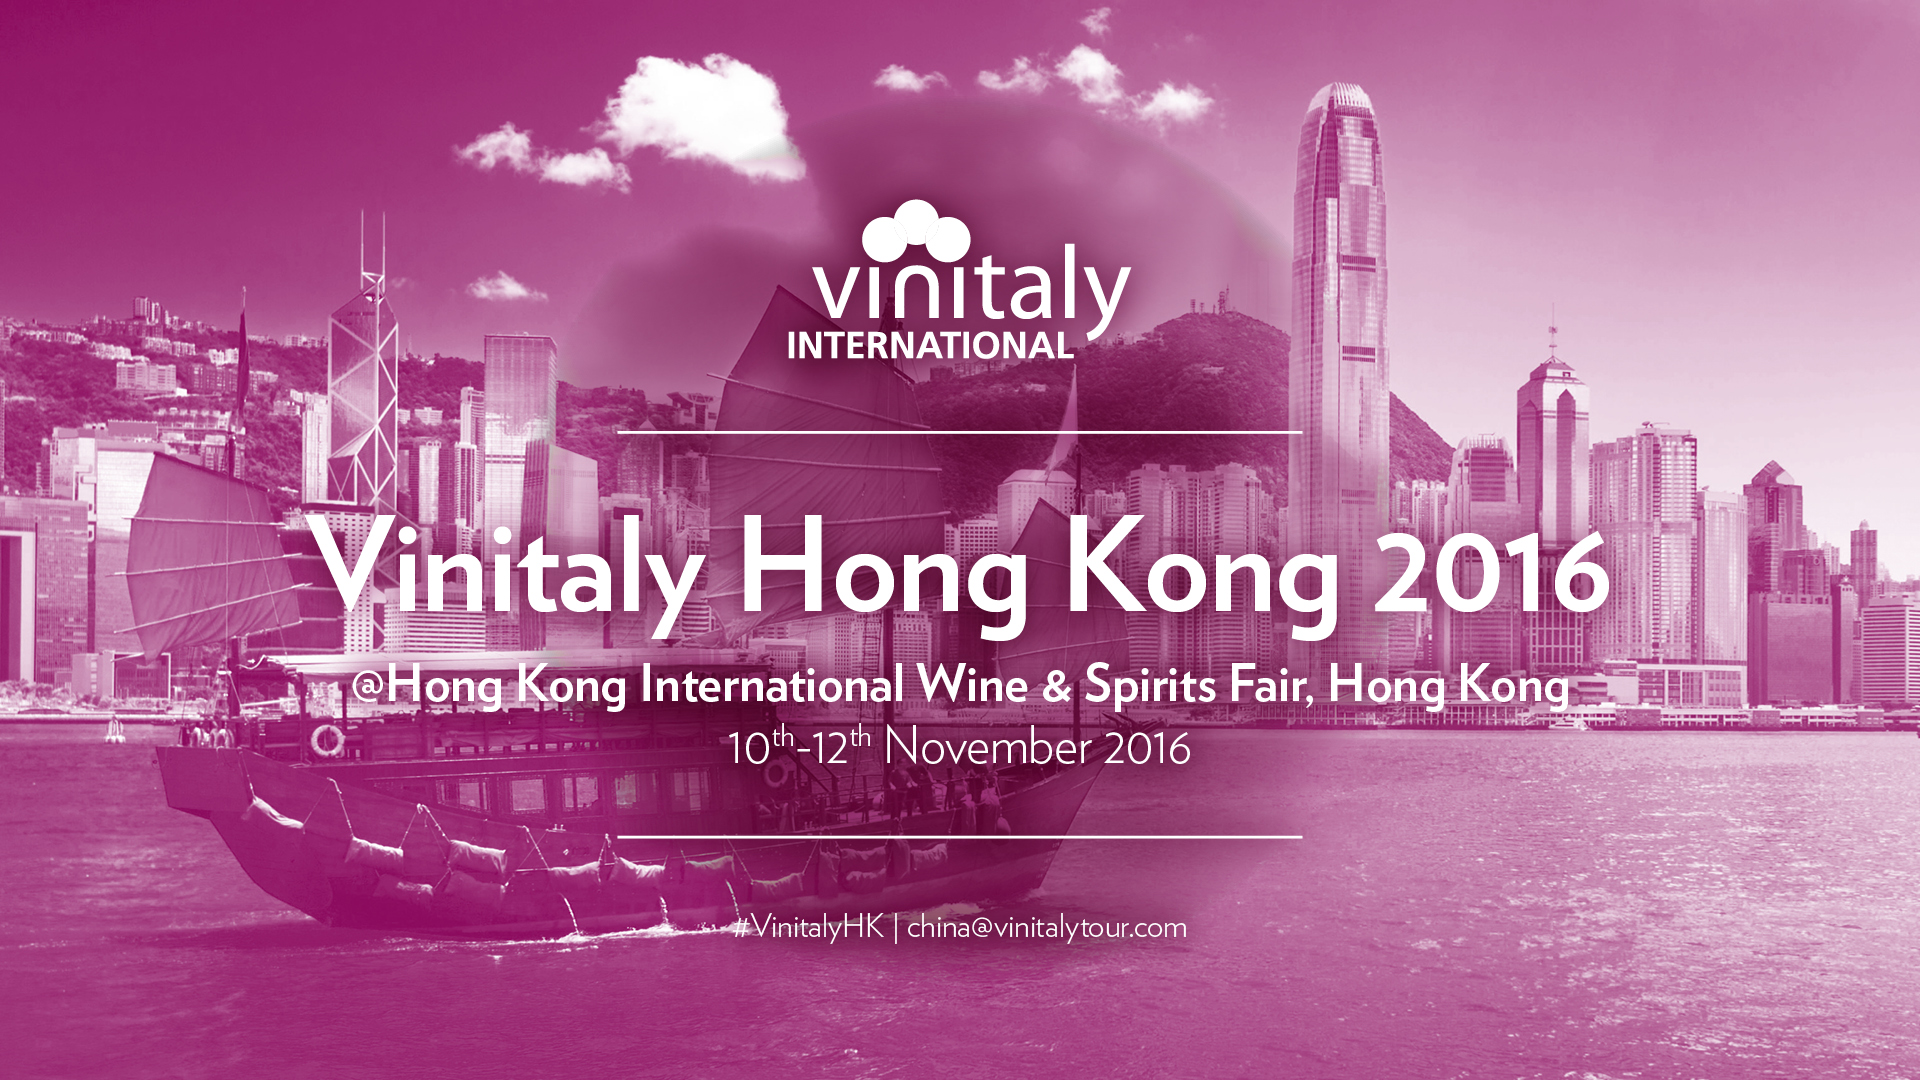 vinitaly
INTERNATIONAL
Vinitaly Hong Kong 2016
@Hong Kong International Wine & Spirits Fair, Hong Kong
10th-12th November 2016
#VinitalyHK | china@vinitalytour.com